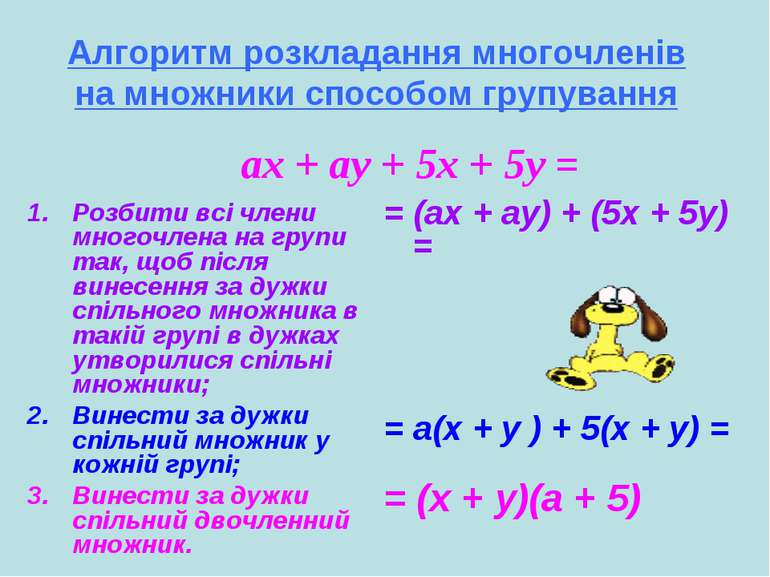 Алгоритм розкладання многочленів
на множники способом групування
ax + ay + 5x + 5y =
1. Розбити всі члени
многочлена на групи
так, щоб після
винесення за дужки
спільного множника в
такій групі в дужках
утворилися спільні
множники;
= (ax + ay) + (5x + 5y)
=
2. Винести за дужки
спільний множник у
кожній групі;
= a(x + y ) + 5(x + y) =
3. Винести за дужки
спільний двочленний
множник.
= (x + y)(a + 5)